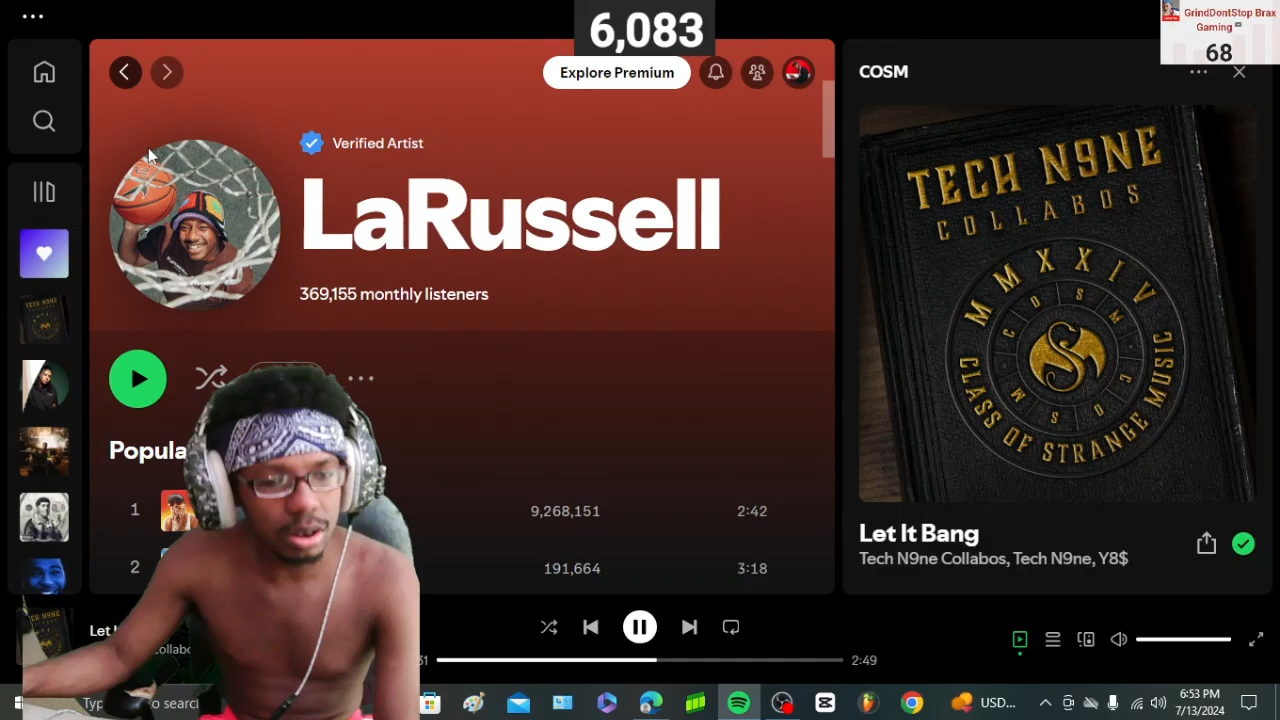 6,083
GrindDontStop Brax
Gaming
68
Explore Premium
COSM
Verified Artist
LaRussell
369,155 monthly listeners
TECH N9NE
COLLABOS
MMXXIV
COSM
COSM
CLASS OF STRANGE MUSIC
Popula
1
9,268,151
2:42
2
191,664
3:18
Let It Bang
Tech N9ne Collabos, Tech N9ne, Y8$
2:49
USD...
6:53 PM
7/13/2024